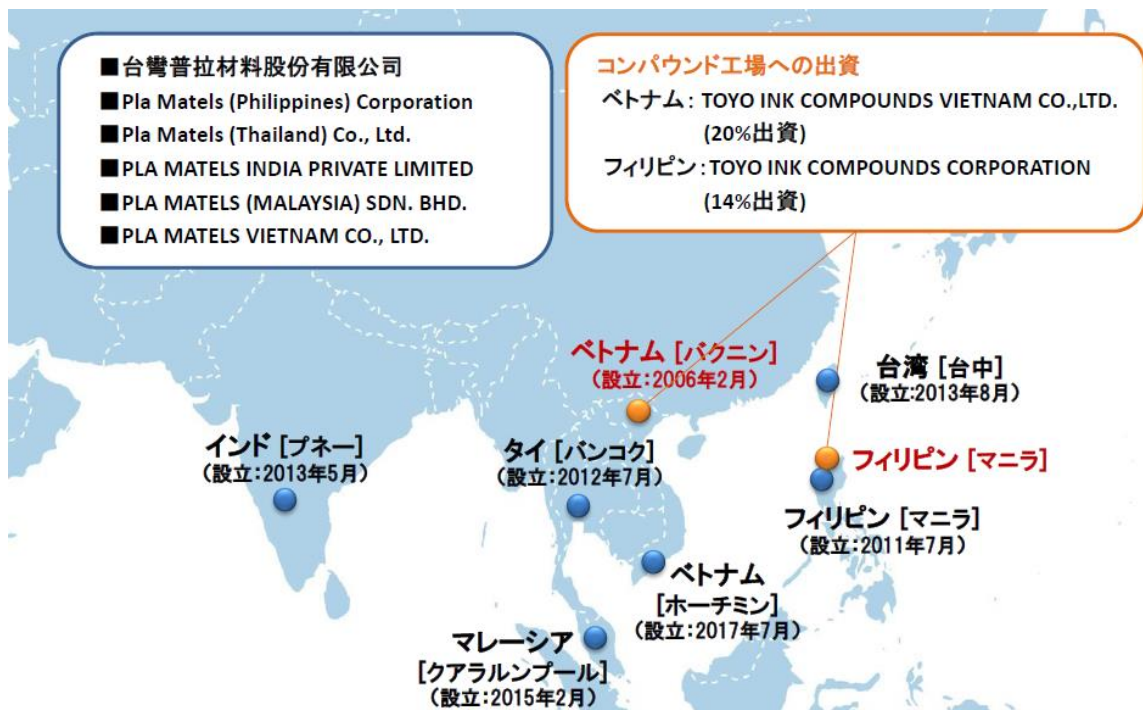 ■台彎普拉材料股份有限公司
■Pla Matels (Philippines) Corporation
■Pla Matels (Thailand) Co., Ltd.
■PLA MATELS INDIA PRIVATE LIMITED
■PLA MATELS (MALAYSIA) SDN. BHD.
■PLA MATELS VIETNAM CO., LTD.
コンパウンド工場への出資
ベトナム： TOYO INK COMPOUNDS VIETNAM CO.,LTD.
(20%出資)
フィリピン：TOYO INK COMPOUNDS CORPORATION
(14%出資)
ベトナム [バクニン]
（設立：2006年2月）
台湾 [台中]
（設立：2013年8月）
インド [プネー]
（設立：2013年5月）
タイ [バンコク]
（設立：2012年7月）
フィリピン [マニラ]
フィリピン [マニラ]
（設立：2011年7月）
ベトナム
[ホーチミン]
（設立：2017年7月）
マレーシア
[クアラルンプール]
（設立：2015年2月）